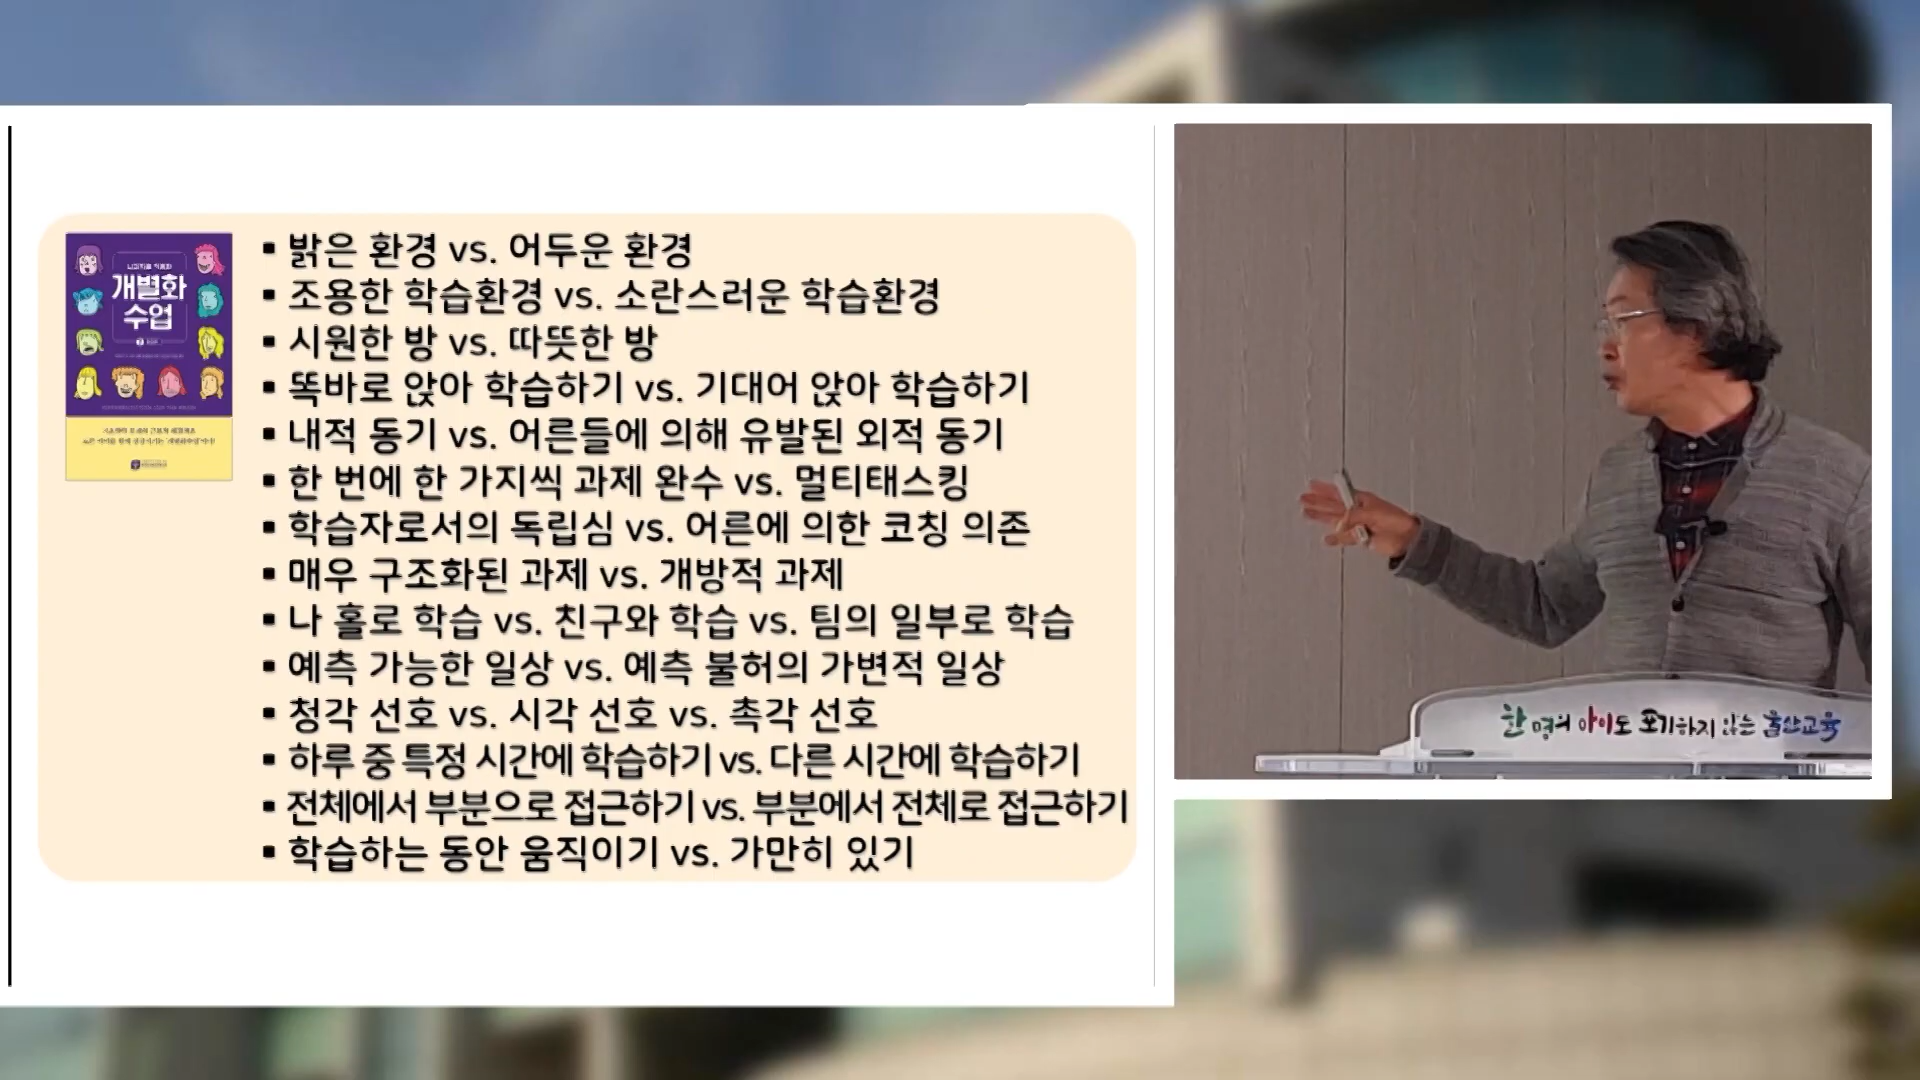 개별화
수업
밝은 환경 vs. 어두운 환경
조용한 학습환경 vs. 소란스러운 학습환경
시원한 방 vs. 따뜻한 방
똑바로 앉아 학습하기 vs. 기대어 앉아 학습하기
내적 동기 vs. 어른들에 의해 유발된 외적 동기
한 번에 한 가지씩 과제 완수 vs. 멀티태스킹
학습자로서의 독립심 vs. 어른에 의한 코칭 의존
매우 구조화된 과제 vs. 개방적 과제
나 홀로 학습 vs. 친구와 학습 vs. 팀의 일부로 학습
예측 가능한 일상 vs. 예측 불허의 가변적 일상
청각 선호 vs. 시각 선호 vs. 촉각 선호
하루 중 특정 시간에 학습하기 vs. 다른 시간에 학습하기
전체에서 부분으로 접근하기 vs. 부분에서 전체로 접근하기
학습하는 동안 움직이기 vs. 가만히 있기
한 명의 아이도 포기하지 않는 울산교육